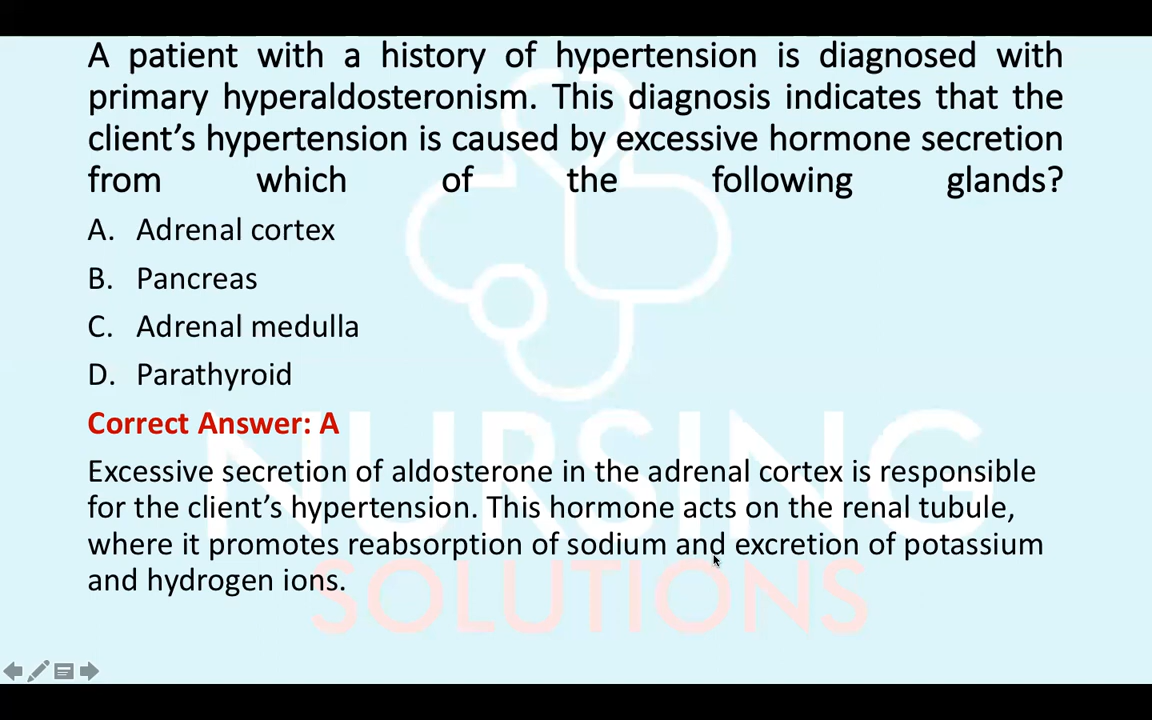 A patient with a history of hypertension is diagnosed with
primary hyperaldosteronism. This diagnosis indicates that the
client’s hypertension is caused by excessive hormone secretion
from which of the following glands?
A. Adrenal cortex
B. Pancreas
C. Adrenal medulla
D. Parathyroid
Correct Answer: A
Excessive secretion of aldosterone in the adrenal cortex is responsible
for the client’s hypertension. This hormone acts on the renal tubule,
where it promotes reabsorption of sodium and excretion of potassium
and hydrogen ions.
NURSING
SOLUTIONS